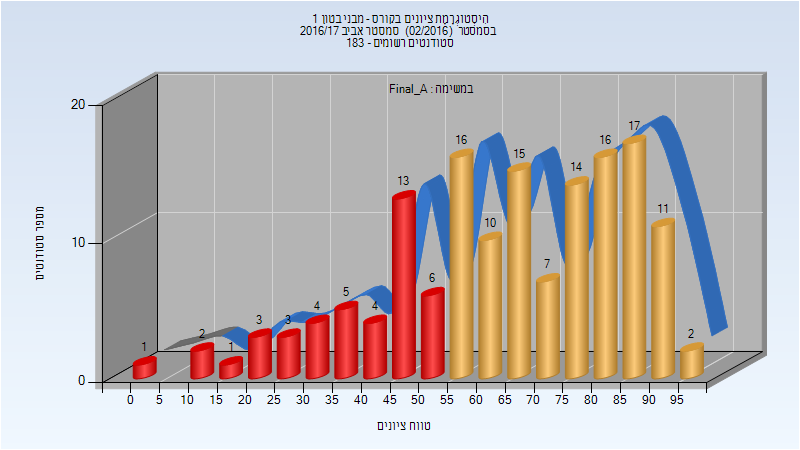 היסטוגרמת ציונים בקורס - מבני בטון 1
בסמסטר (02/2016) סמסטר אביב 2016/17
סטודנטים רשומים - 183
במשימה : Final_A
20
10
0
מספר סטודנטים
1 2 1 3 3 4 5 4 13 6 16 10 15 7 14 16 17 11 2
0 5 10 15 20 25 30 35 40 45 50 55 60 65 70 75 80 85 90 95
טווח ציונים